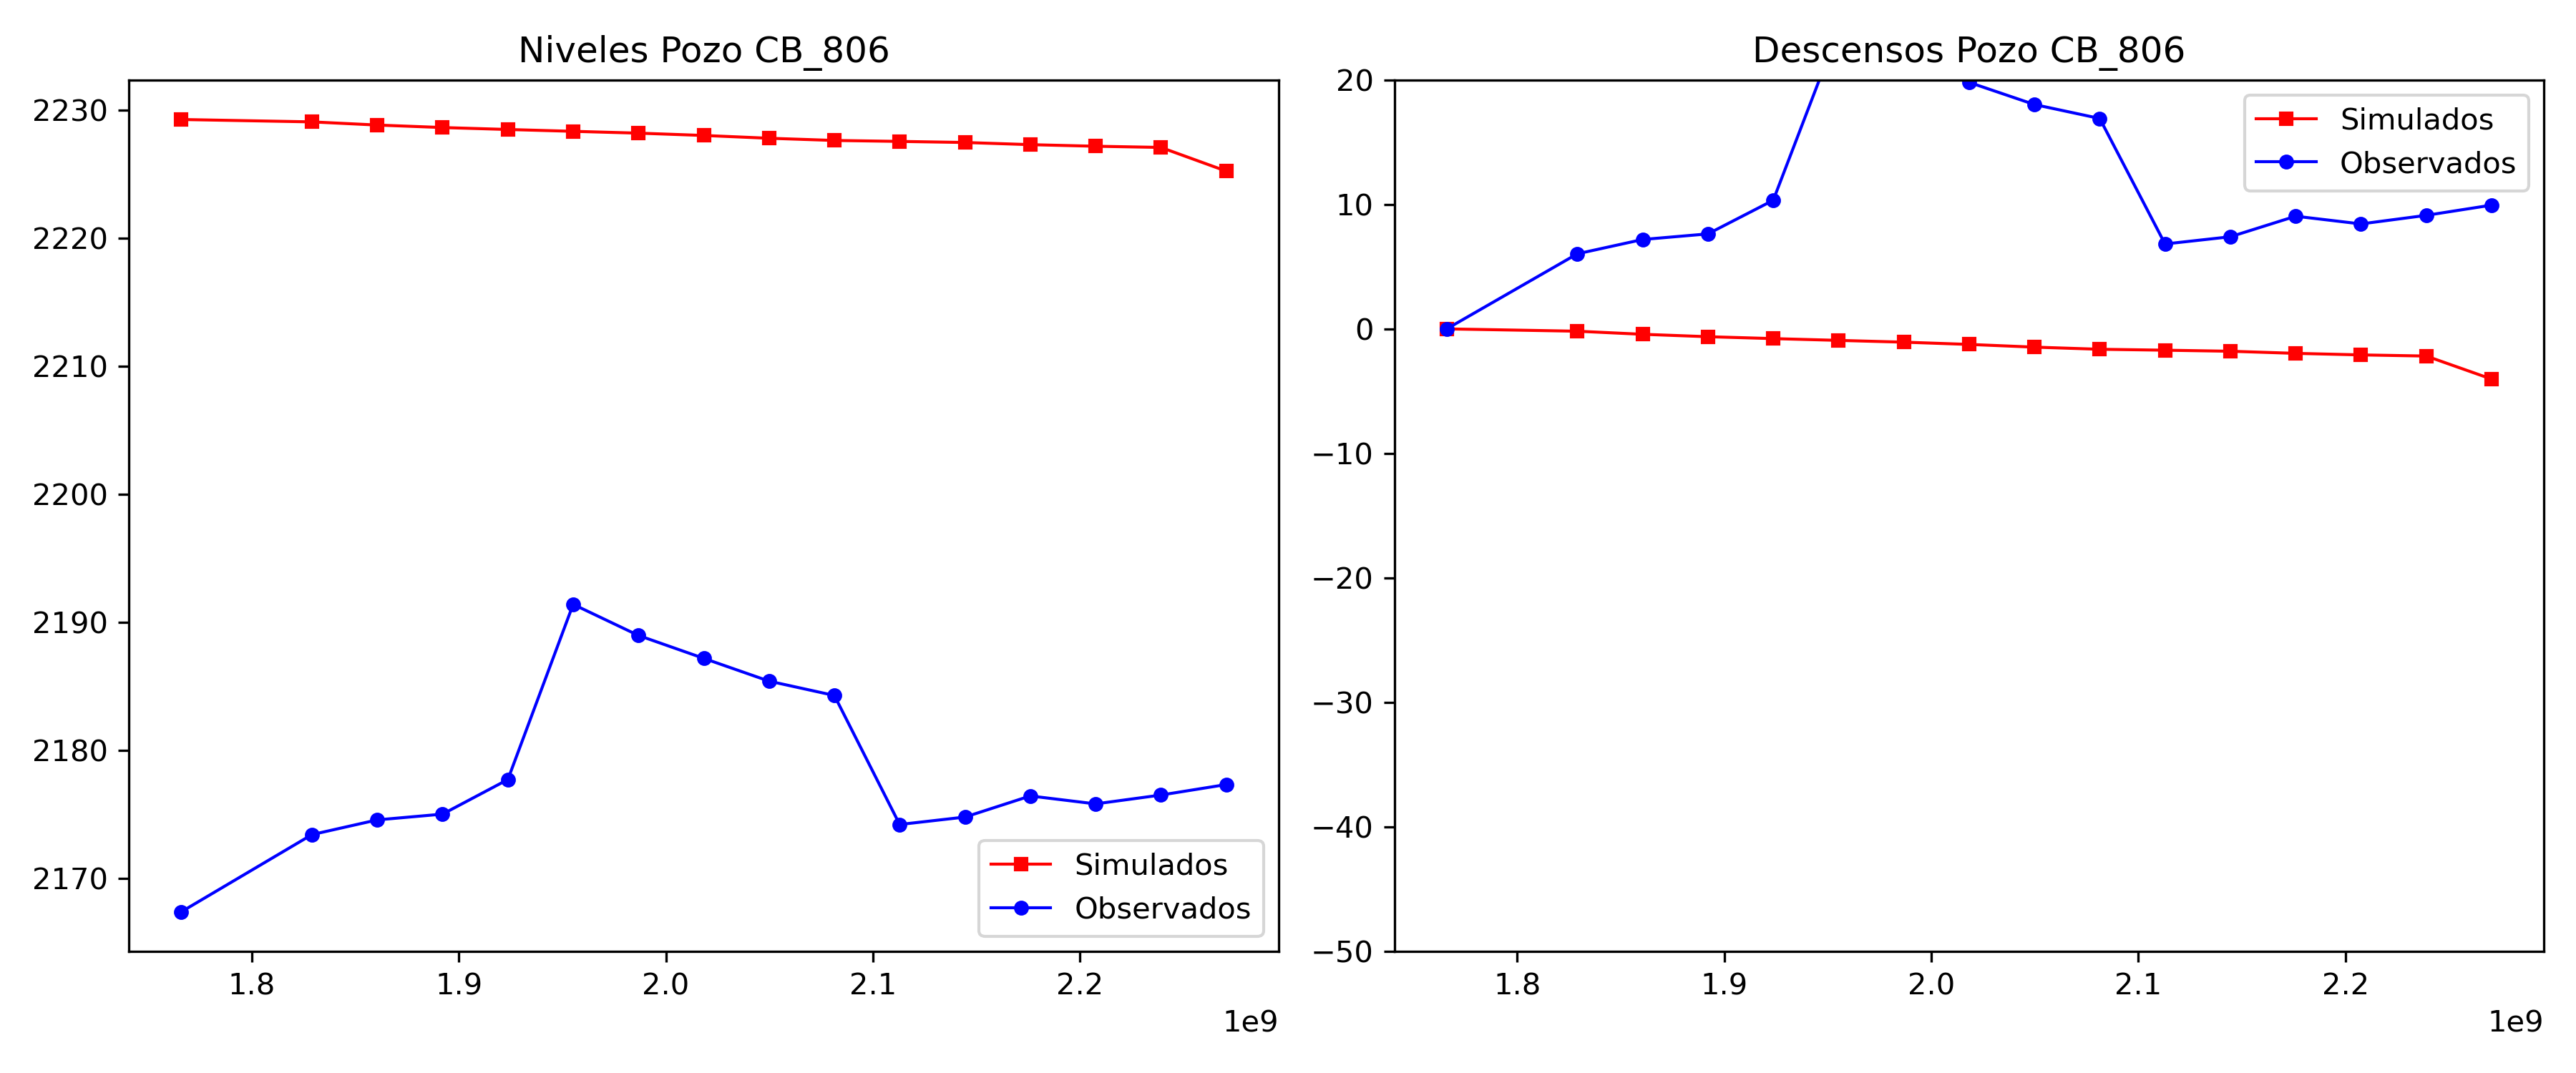 Niveles Pozo CB_806
2230
2220
2210
2200
2190
2180
2170
1.8 1.9 2.0 2.1 2.2
1e9
Simulados
Observados
Descensos Pozo CB_806
20
10
0
−10
−20
−30
−40
−50
1.8 1.9 2.0 2.1 2.2
1e9
Simulados
Observados